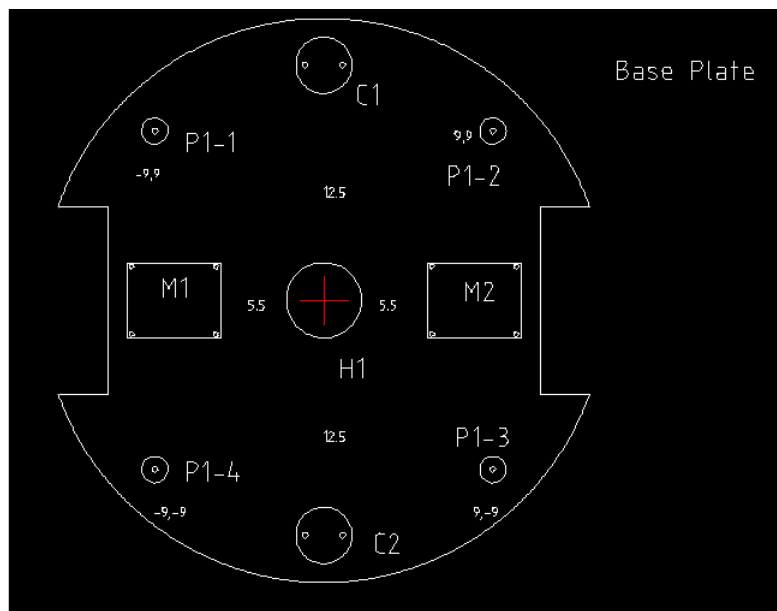 Base Plate
C1
P1-1
-9,9
9,9
P1-2
12.5
M1
5.5
5.5
M2
H1
12.5
P1-3
P1-4
-9,-9
9,-9
C2